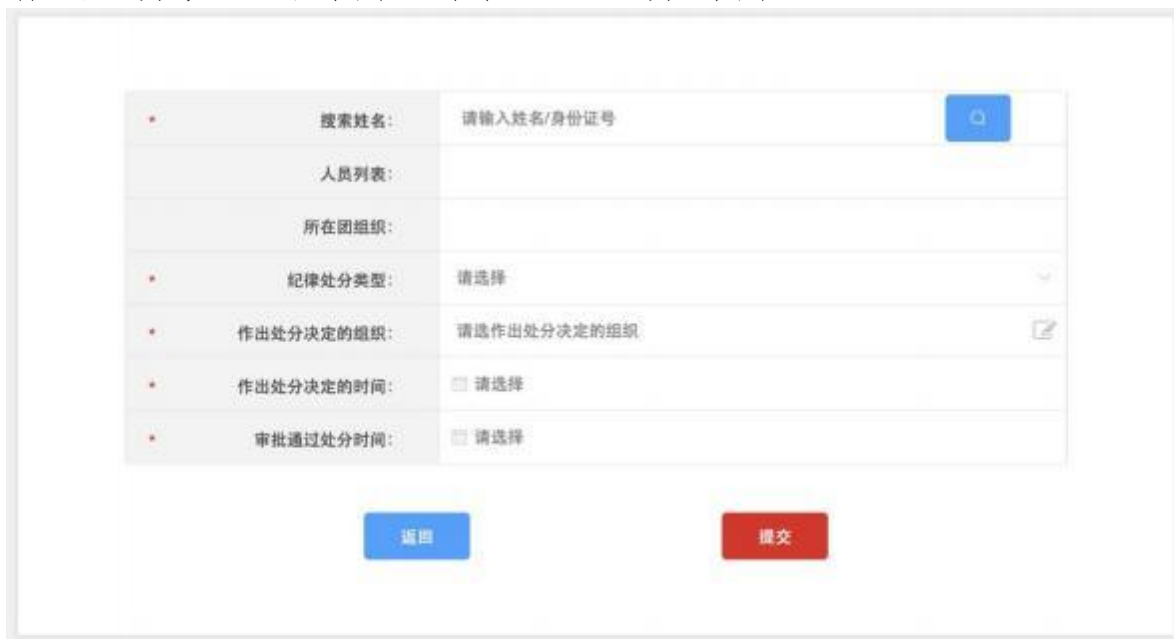 * 搜索姓名： 请输入姓名/身份证号
人员列表：
所在团组织：
* 纪律处分类型： 请选择
* 作出处分决定的组织： 请选作出处分决定的组织
* 作出处分决定的时间： 请选择
* 审批通过处分时间： 请选择
返回 提交